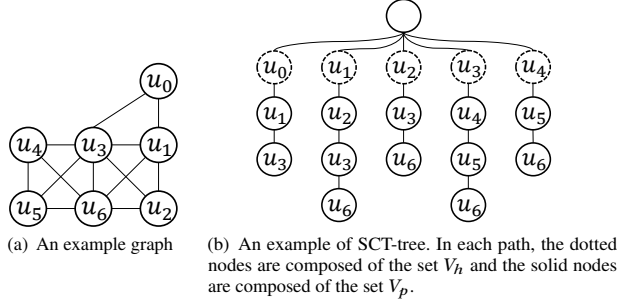 u₀
u₄ u₃ u₁
u₅ u₆ u₂
(a) An example graph
u₀ u₁ u₂ u₃ u₄
u₁ u₂ u₃ u₄ u₅
u₃ u₃ u₆ u₅ u₆
u₆ u₆
(b) An example of SCT-tree. In each path, the dotted
nodes are composed of the set Vₕ and the solid nodes
are composed of the set Vₚ.